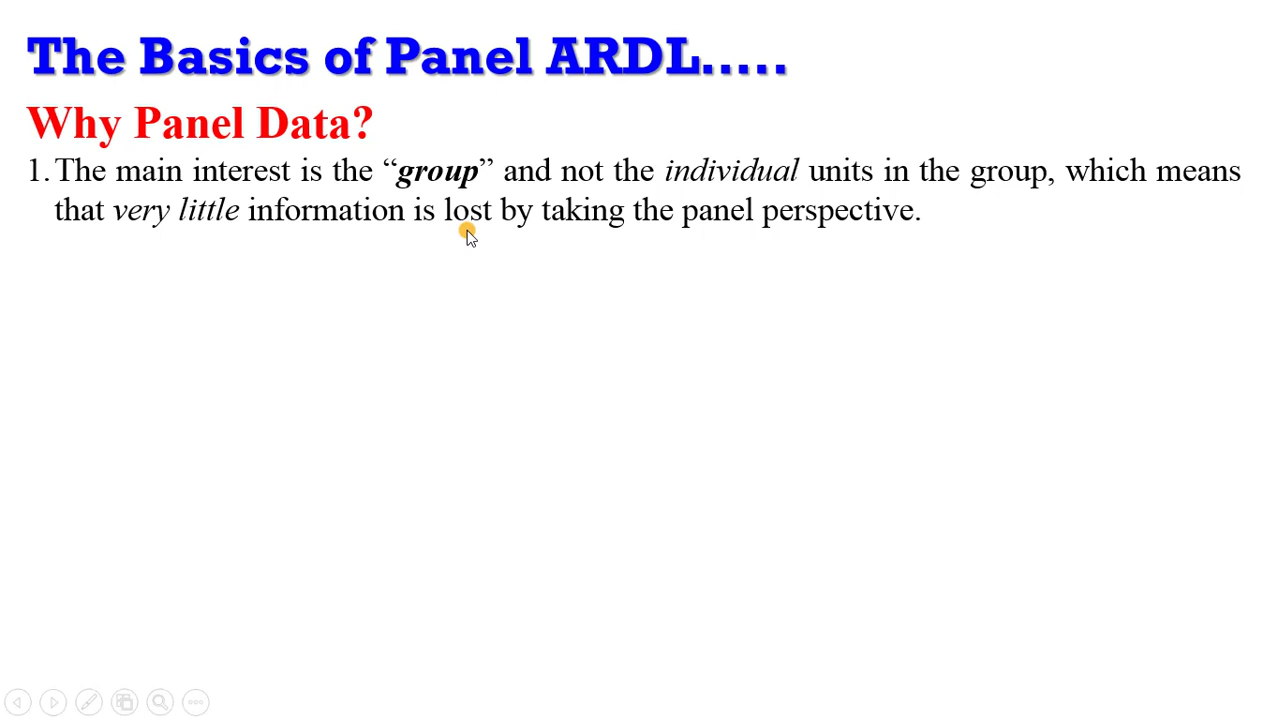 The Basics of Panel ARDL.....
Why Panel Data?
1. The main interest is the “group” and not the individual units in the group, which means
that very little information is lost by taking the panel perspective.